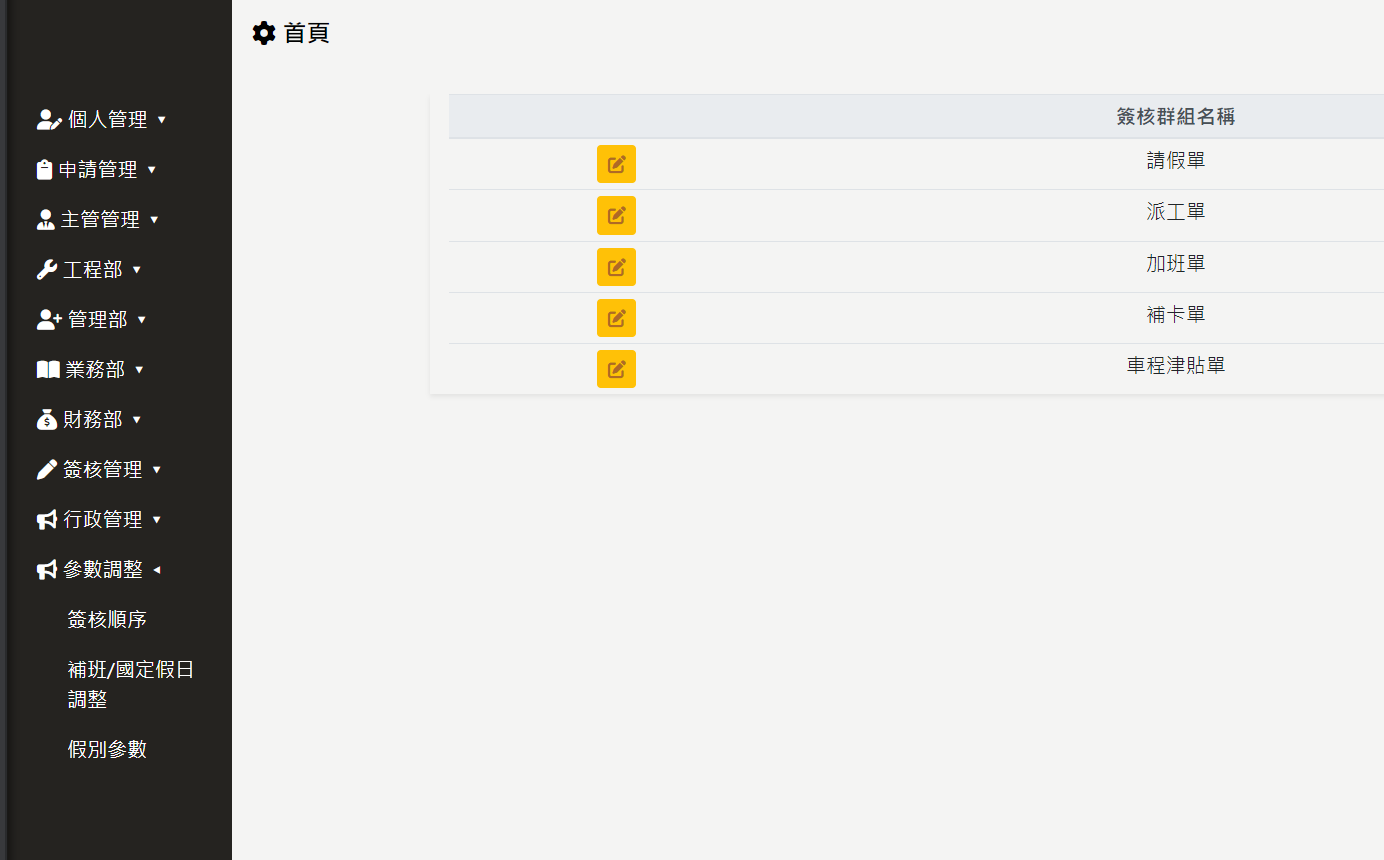 首頁
個人管理
申請管理
主管管理
工程部
管理部
業務部
財務部
簽核管理
行政管理
參數調整
簽核順序
補班/國定假日
調整
假別參數
簽核群組名稱
請假單
派工單
加班單
補卡單
車程津貼單